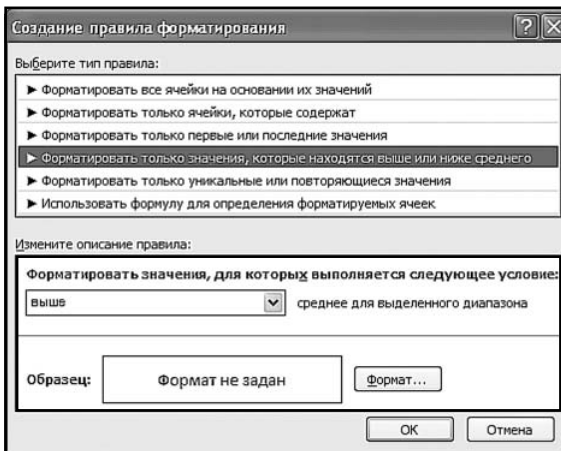 Создание правила форматирования
Выберите тип правила:
► Форматировать все ячейки на основании их значений
► Форматировать только ячейки, которые содержат
► Форматировать только первые или последние значения
► Форматировать только значения, которые находятся выше или ниже среднего
► Форматировать только уникальные или повторяющиеся значения
► Использовать формулу для определения форматируемых ячеек
Измените описание правила:
Форматировать значения, для которых выполняется следующее условие:
выше среднее для выделенного диапазона
Образец: Формат не задан Формат...
ОК Отмена